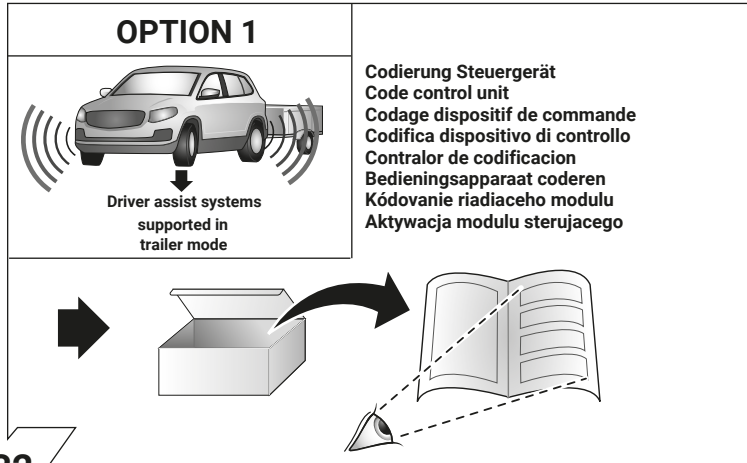 OPTION 1
Driver assist systems
supported in
trailer mode
Codierung Steuergerät
Code control unit
Codage dispositif de commande
Codifica dispositivo di controllo
Contralor de codificacion
Bedieningsapparaat coderen
Kódovanie riadiaceho modulu
Aktywacja modulu sterujacego